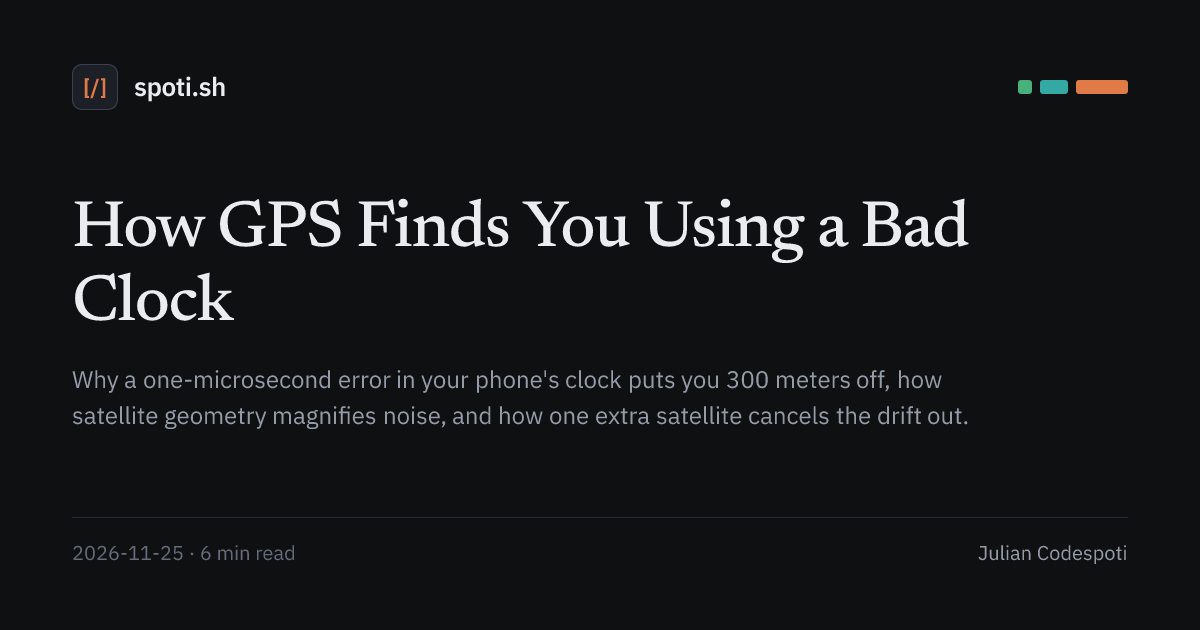 [/] spoti.sh
How GPS Finds You Using a Bad
Clock
Why a one-microsecond error in your phone's clock puts you 300 meters off, how
satellite geometry magnifies noise, and how one extra satellite cancels the drift out.
2026-11-25 · 6 min read
Julian Codespoti